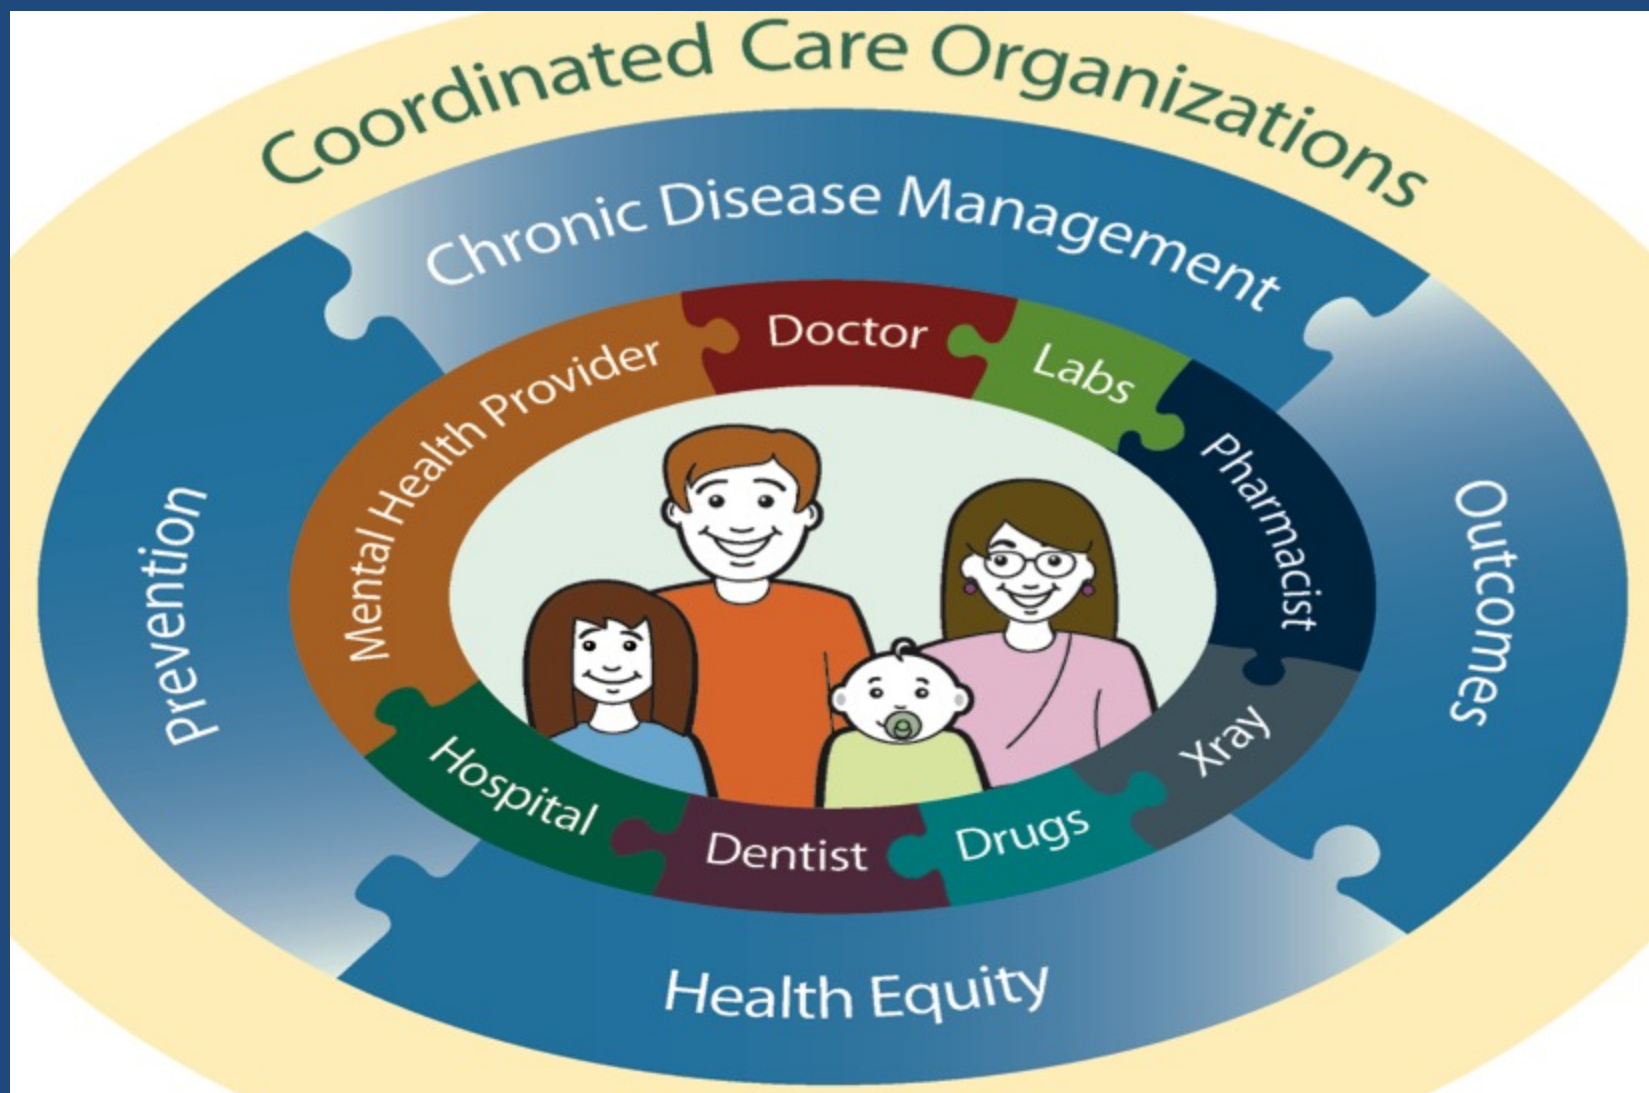 Coordinated Care Organizations
Chronic Disease Management
Outcomes
Health Equity
Prevention
Doctor
Labs
Pharmacist
Xray
Drugs
Dentist
Hospital
Mental Health Provider